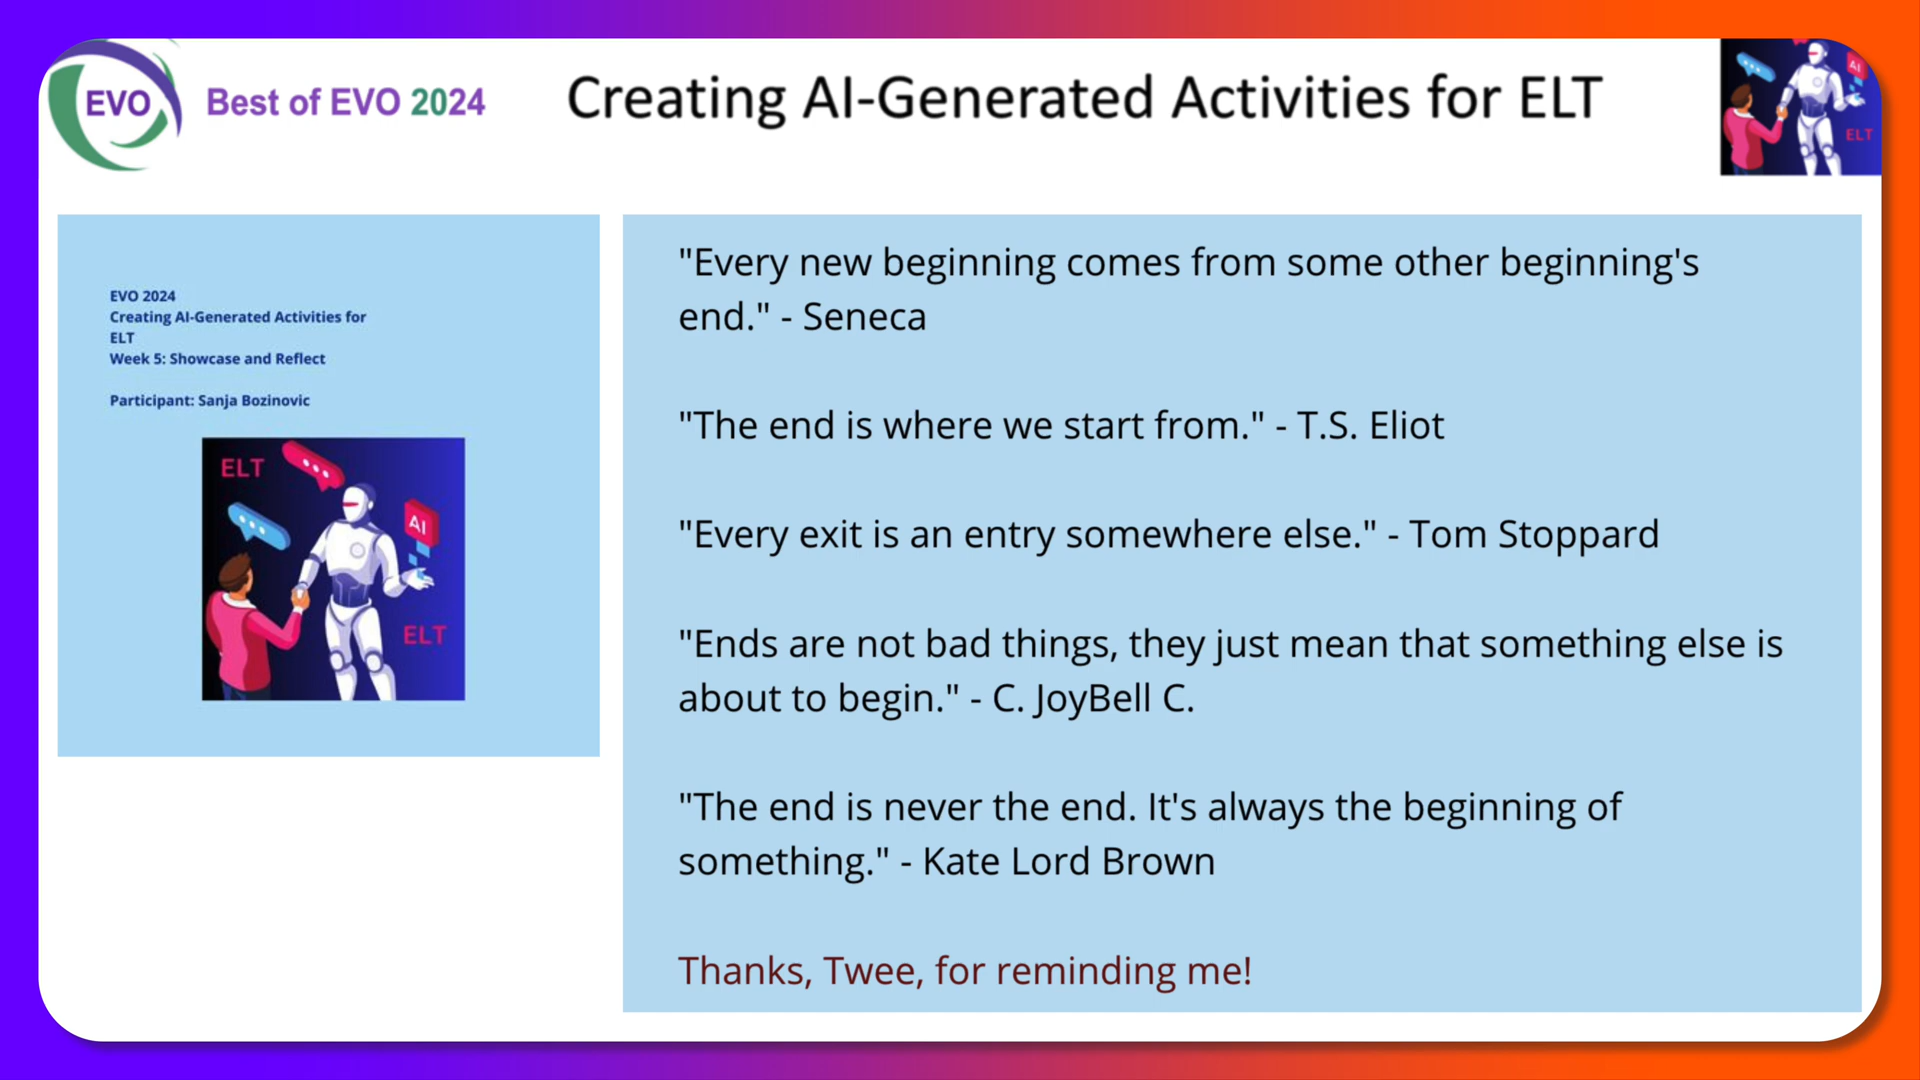 EVO
Best of EVO 2024
Creating AI-Generated Activities for ELT
AI
ELT
EVO 2024
Creating AI-Generated Activities for
ELT
Week 5: Showcase and Reflect
Participant: Sanja Bozinovic
ELT
AI
ELT
"Every new beginning comes from some other beginning's
end." - Seneca
"The end is where we start from." - T.S. Eliot
"Every exit is an entry somewhere else." - Tom Stoppard
"Ends are not bad things, they just mean that something else is
about to begin." - C. JoyBell C.
"The end is never the end. It's always the beginning of
something." - Kate Lord Brown
Thanks, Twee, for reminding me!